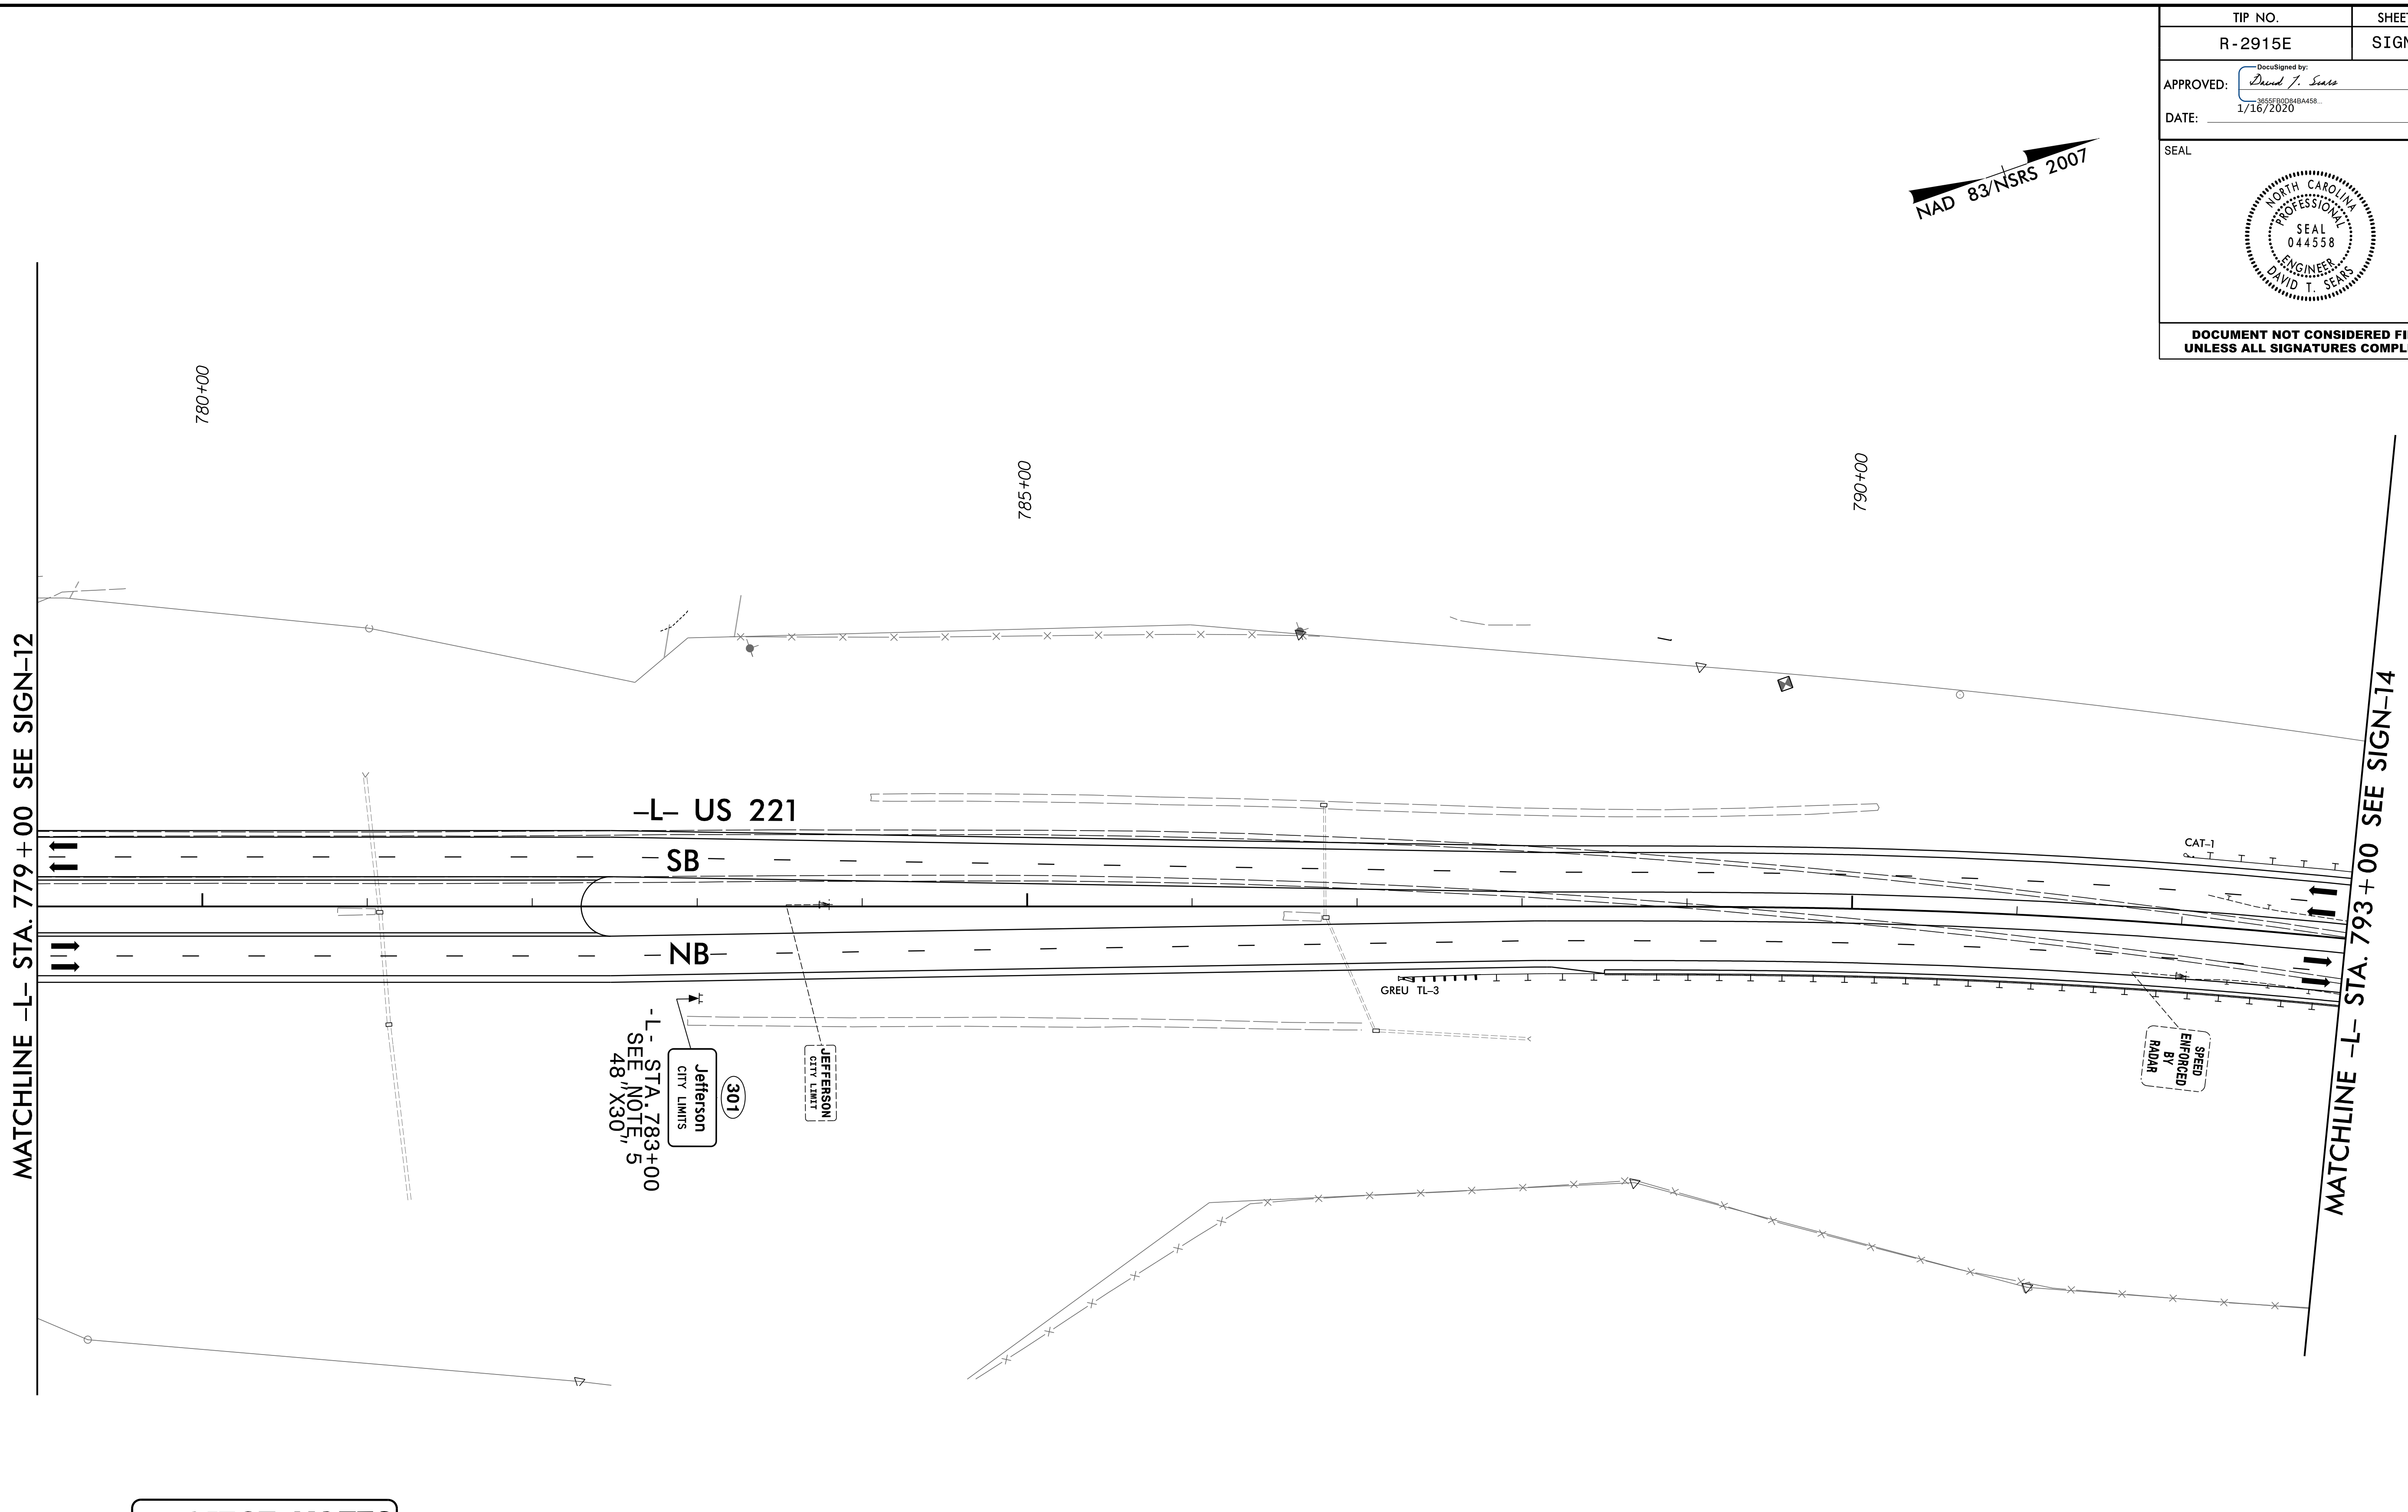 TIP NO.
R-2915E
APPROVED:
DocuSigned by:
David T. Sears
3655FB0D84BA458...
1/16/2020
DATE:
SEAL
NORTH CAROLINA
PROFESSIONAL
SEAL
044558
ENGINEER
DAVID T. SEARS
DOCUMENT NOT CONSIDERED
UNLESS ALL SIGNATURES
NAD 83/NSRS 2007
780+00
785+00
790+00
MATCHLINE –L– STA. 779+00 SEE SIGN–12
–L– US 221
SB
NB
CAT–1
GREU TL–3
301
Jefferson
CITY LIMITS
-L- STA.783+00
SEE NOTE 5
48"X30"
JEFFERSON
CITY LIMIT
SPEED
ENFORCED
BY
RADAR
MATCHLINE –L– STA. 793+00 SEE SIGN–14